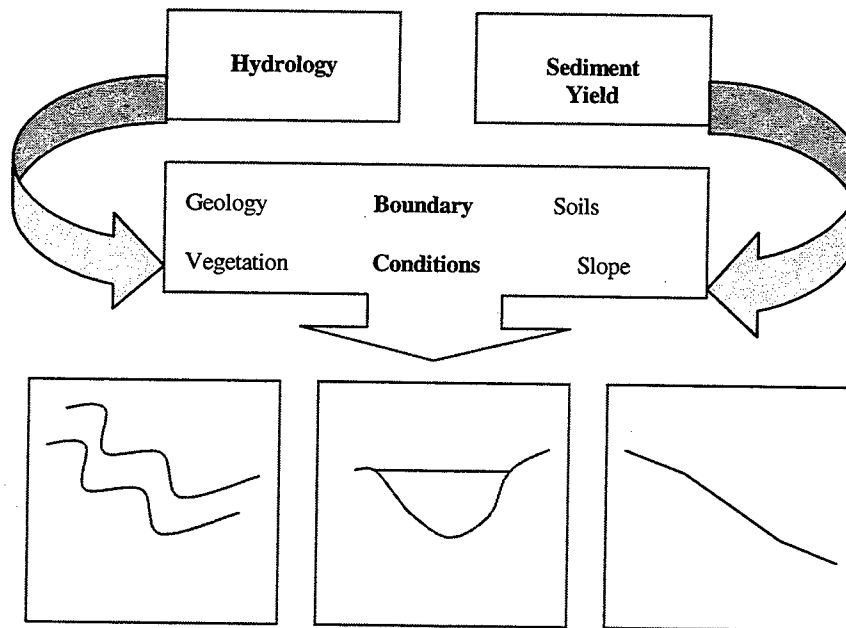 Hydrology
Sediment
Yield
Geology Boundary Soils
Vegetation Conditions Slope